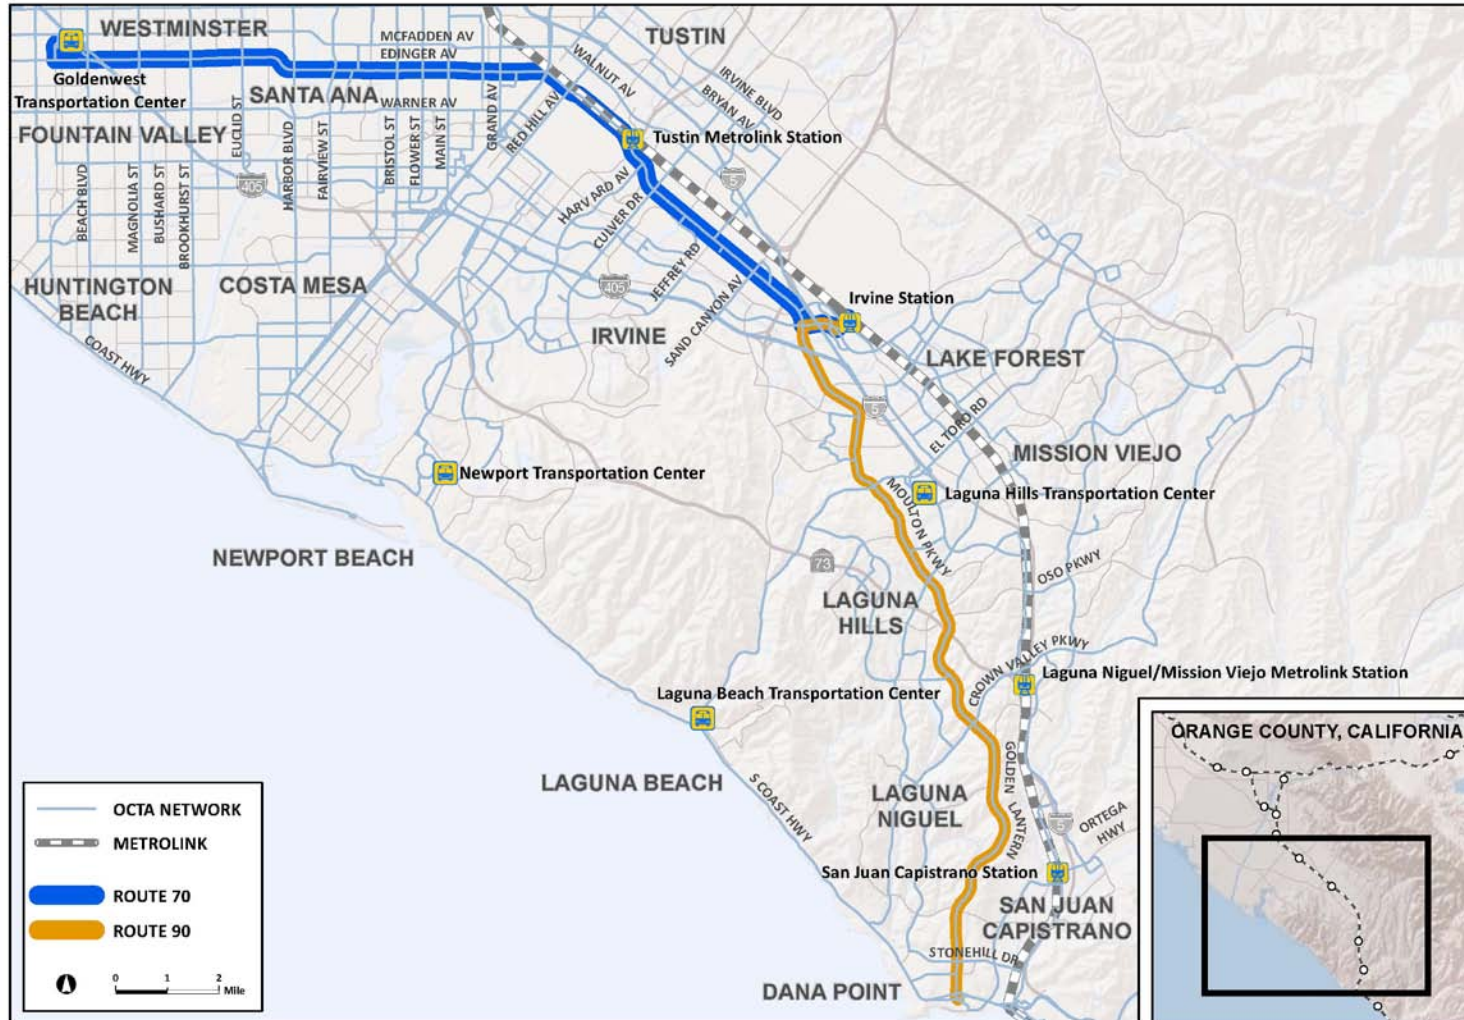 WESTMINSTER
MCFADDEN AV
EDINGER AV
TUSTIN
WALNUT AV
IRVINE BLVD
BRYAN AV
Goldenwest
Transportation Center
SANTA ANA
WARNER AV
GRAND AV
RED HILL AV
Tustin Metrolink Station
FOUNTAIN VALLEY
EUCLID ST
HARBOR BLVD
FAIRVIEW ST
BRISTOL ST
FLOWER ST
MAIN ST
405
5
BEACH BLVD
MAGNOLIA ST
BUSHARD ST
BROOKHURST ST
HARVARD AV
CULVER DR
JEFFREY RD
SAND CANYON AV
HUNTINGTON
BEACH
COSTA MESA
405
Irvine Station
IRVINE
COAST HWY
LAKE FOREST
5
EL TORO RD
MISSION VIEJO
Newport Transportation Center
Laguna Hills Transportation Center
MOULTON PKWY
NEWPORT BEACH
73
OSO PKWY
LAGUNA
HILLS
CROWN VALLEY PKWY
Laguna Niguel/Mission Viejo Metrolink Station
Laguna Beach Transportation Center
LAGUNA BEACH
S COAST HWY
LAGUNA
NIGUEL
GOLDEN LANTERN
5
ORTEGA
HWY
San Juan Capistrano Station
SAN JUAN
CAPISTRANO
STONEHILL DR
DANA POINT
OCTA NETWORK
METROLINK
ROUTE 70
ROUTE 90
0 1 2
Mile
ORANGE COUNTY, CALIFORNIA